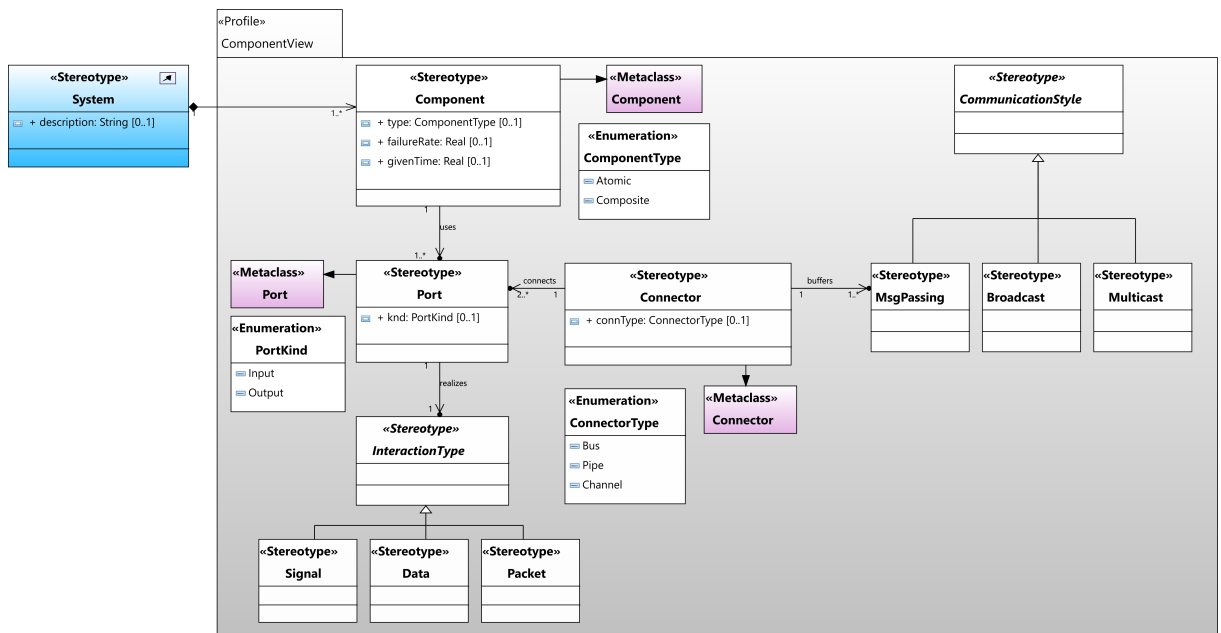 «Profile»
ComponentView
«Stereotype»
System
+ description: String [0..1]
1..*
«Stereotype»
Component
+ type: ComponentType [0..1]
+ failureRate: Real [0..1]
+ givenTime: Real [0..1]
«Metaclass»
Component
«Enumeration»
ComponentType
Atomic
Composite
«Stereotype»
CommunicationStyle
1
uses
1..*
«Metaclass»
Port
«Stereotype»
Port
+ knd: PortKind [0..1]
connects
2..*
1
«Stereotype»
Connector
+ connType: ConnectorType [0..1]
buffers
1
1..*
«Stereotype»
MsgPassing
«Stereotype»
Broadcast
«Stereotype»
Multicast
«Enumeration»
PortKind
Input
Output
1
realizes
1
«Metaclass»
Connector
«Enumeration»
ConnectorType
Bus
Pipe
Channel
«Stereotype»
InteractionType
«Stereotype»
Signal
«Stereotype»
Data
«Stereotype»
Packet